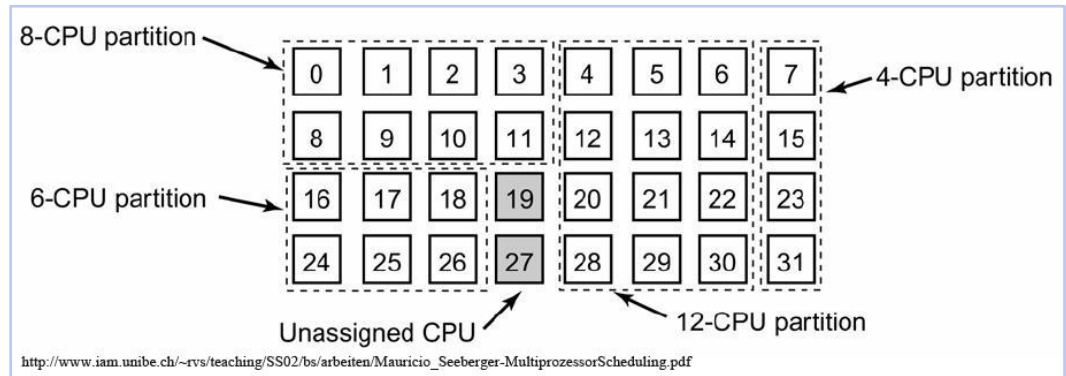 8-CPU partition
0 1 2 3 4 5 6 7
4-CPU partition
8 9 10 11 12 13 14 15
6-CPU partition
16 17 18 19 20 21 22 23
24 25 26 27 28 29 30 31
Unassigned CPU
12-CPU partition
http://www.iam.unibe.ch/~rvs/teaching/SS02/bs/arbeiten/Mauricio_Seeberger-MultiprozessorScheduling.pdf